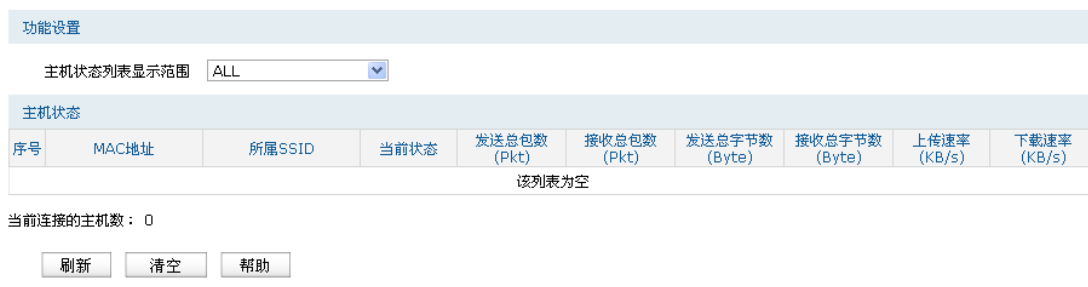 功能设置
主机状态列表显示范围 ALL
主机状态
序号 MAC地址 所属SSID 当前状态 发送总包数(Pkt) 接收总包数(Pkt) 发送总字节数(Byte) 接收总字节数(Byte) 上传速率(KB/s) 下载速率(KB/s)
该列表为空
当前连接的主机数： 0
刷新 清空 帮助